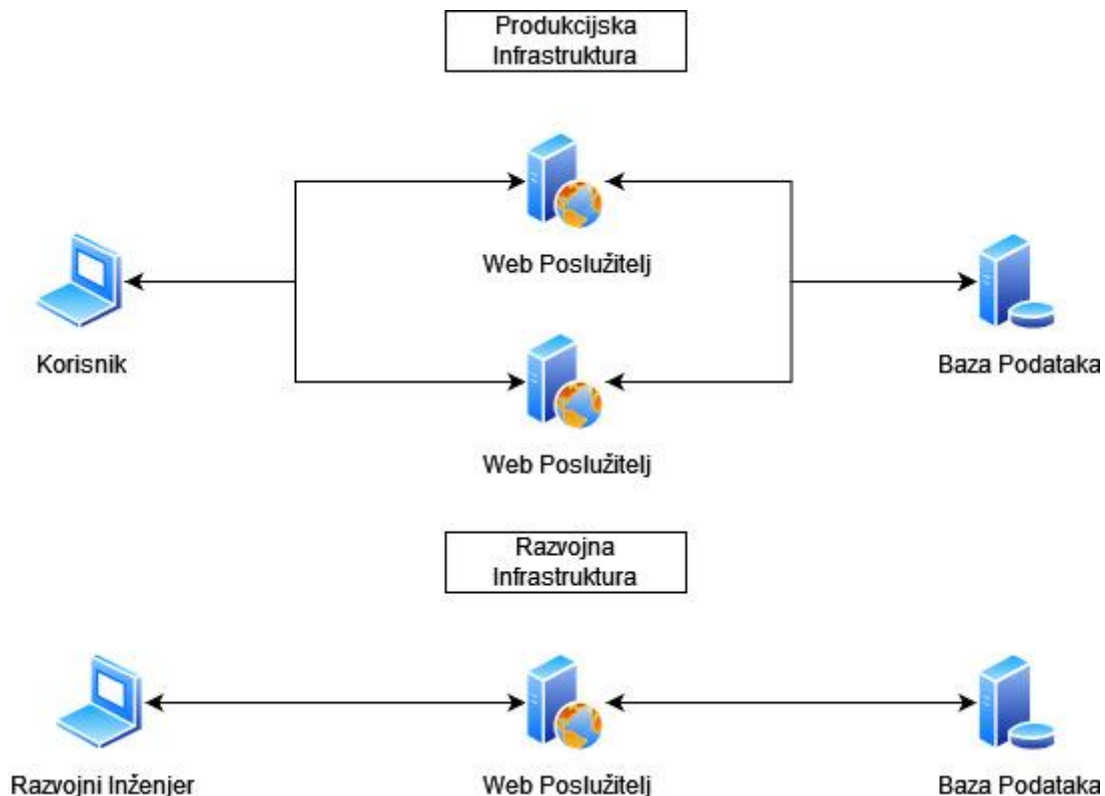 Produkcijska
Infrastruktura
Web Poslužitelj
Korisnik
Baza Podataka
Web Poslužitelj
Razvojna
Infrastruktura
Razvojni Inženjer
Web Poslužitelj
Baza Podataka